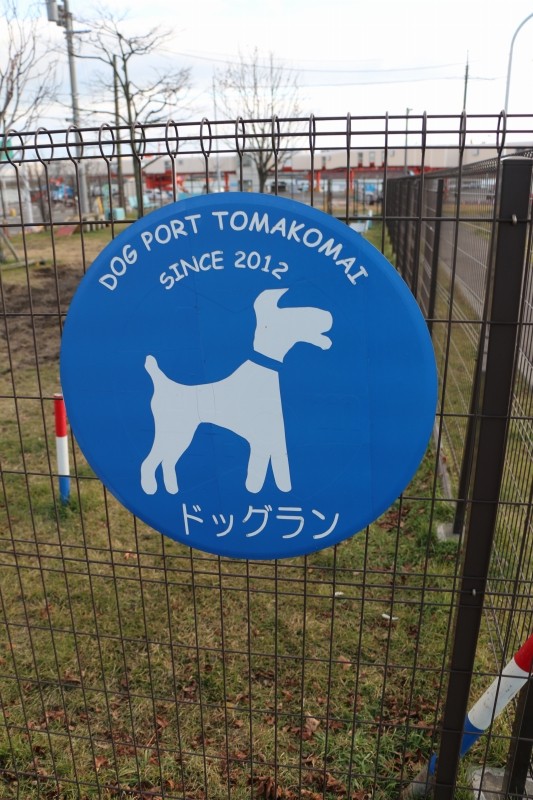 DOG PORT TOMAKOMAI
SINCE 2012
ドッグラン